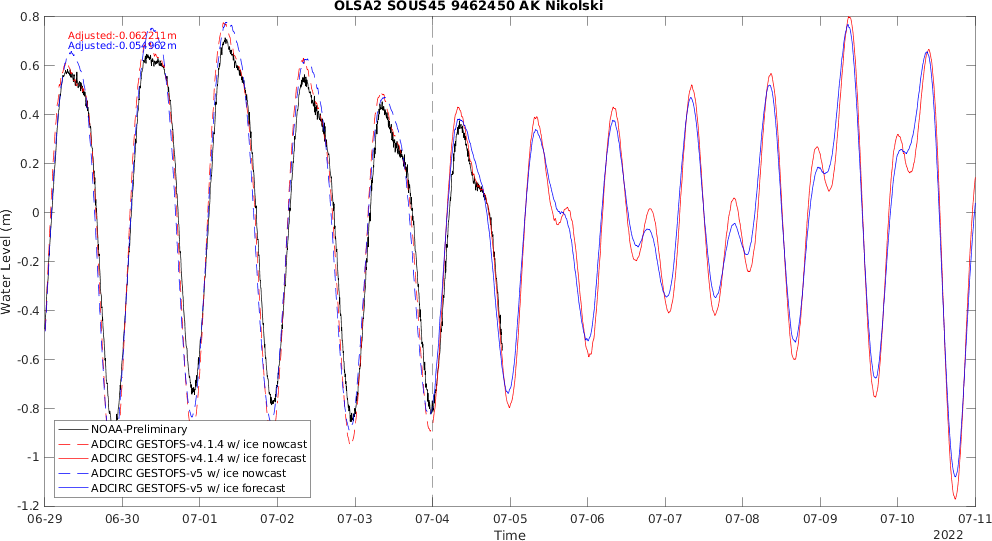 OLSA2 SOUS45 9462450 AK Nikolski
Adjusted:-0.062211m
Adjusted:-0.054962m
0.8
0.6
0.4
0.2
0
-0.2
-0.4
-0.6
-0.8
-1
-1.2
Water Level (m)
NOAA-Preliminary
ADCIRC GESTOFS-v4.1.4 w/ ice nowcast
ADCIRC GESTOFS-v4.1.4 w/ ice forecast
ADCIRC GESTOFS-v5 w/ ice nowcast
ADCIRC GESTOFS-v5 w/ ice forecast
06-29 06-30 07-01 07-02 07-03 07-04 07-05 07-06 07-07 07-08 07-09 07-10 07-11
Time
2022